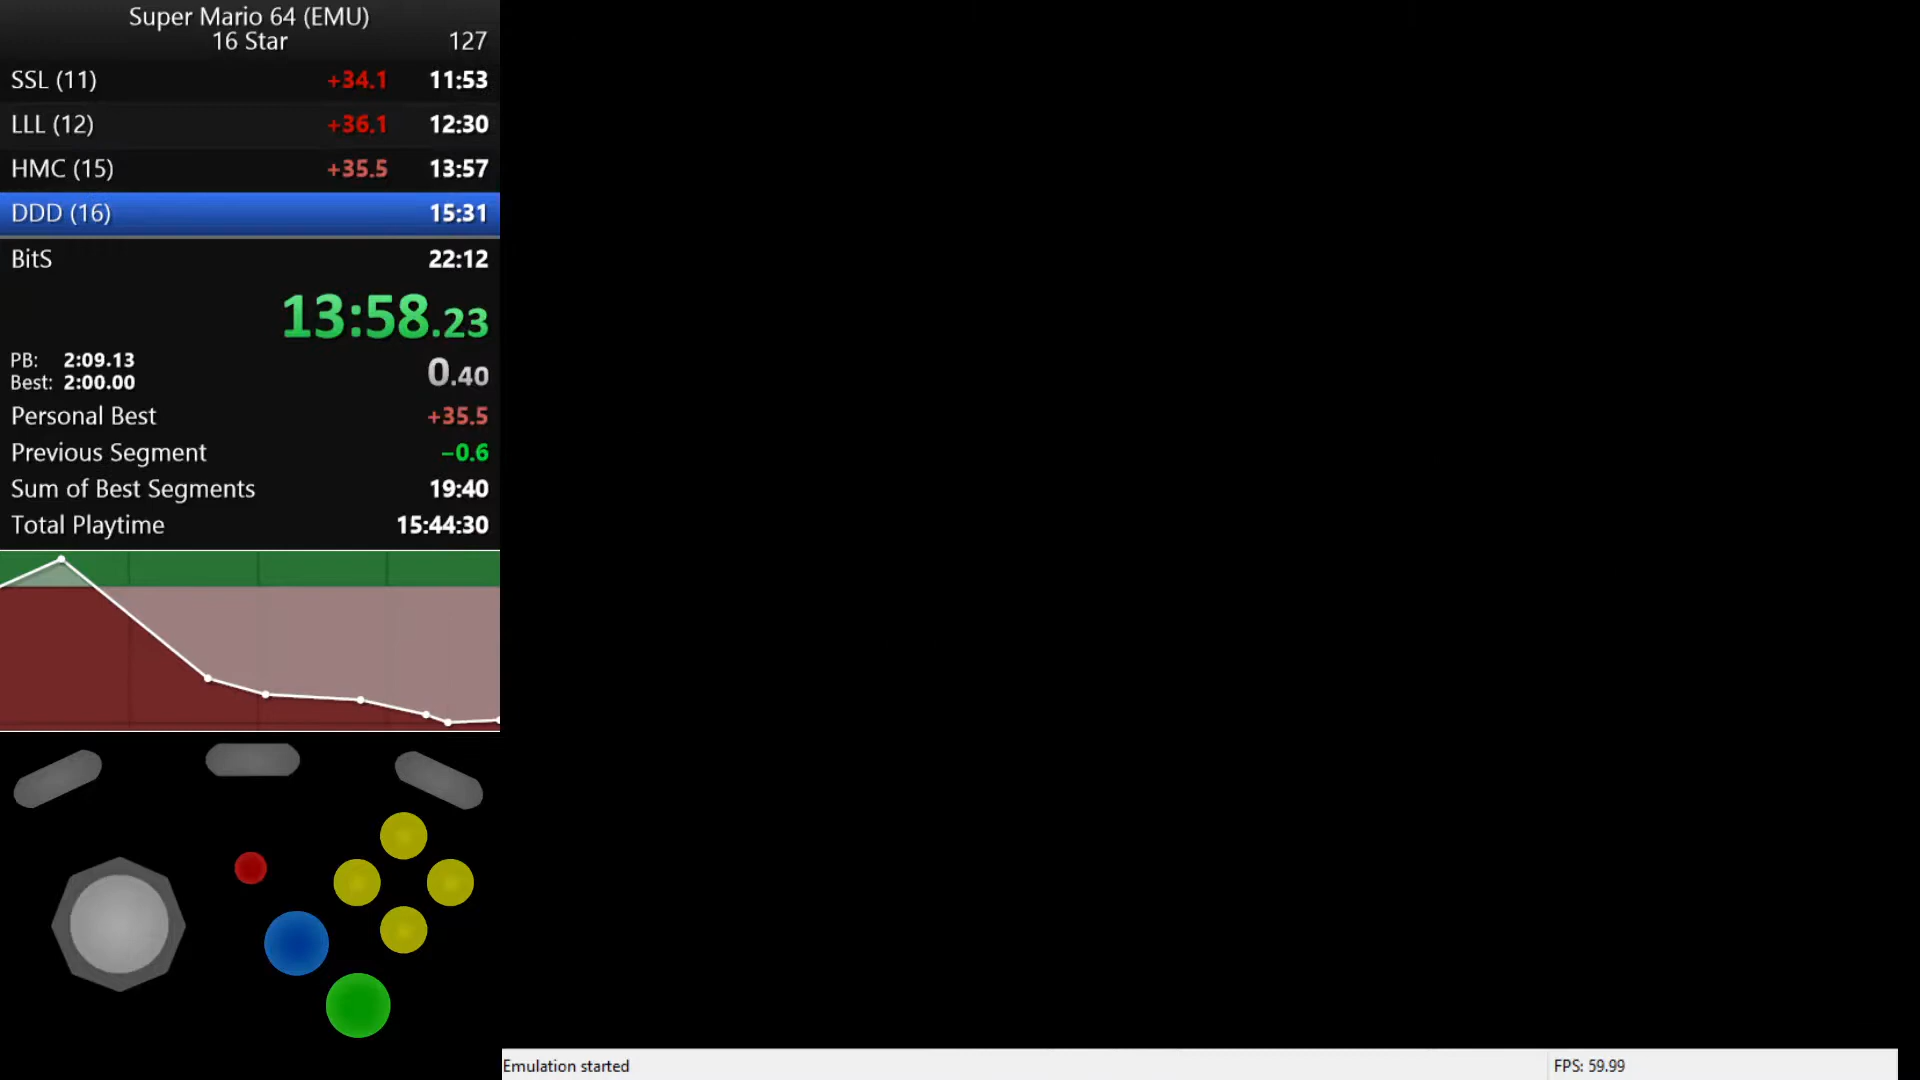 Super Mario 64 (EMU)
16 Star 127
SSL (11) +34.1 11:53
LLL (12) +36.1 12:30
HMC (15) +35.5 13:57
DDD (16) 15:31
BitS 22:12
13:58.23
PB: 2:09.13
Best: 2:00.00
0.40
Personal Best +35.5
Previous Segment −0.6
Sum of Best Segments 19:40
Total Playtime 15:44:30
Emulation started FPS: 59.99